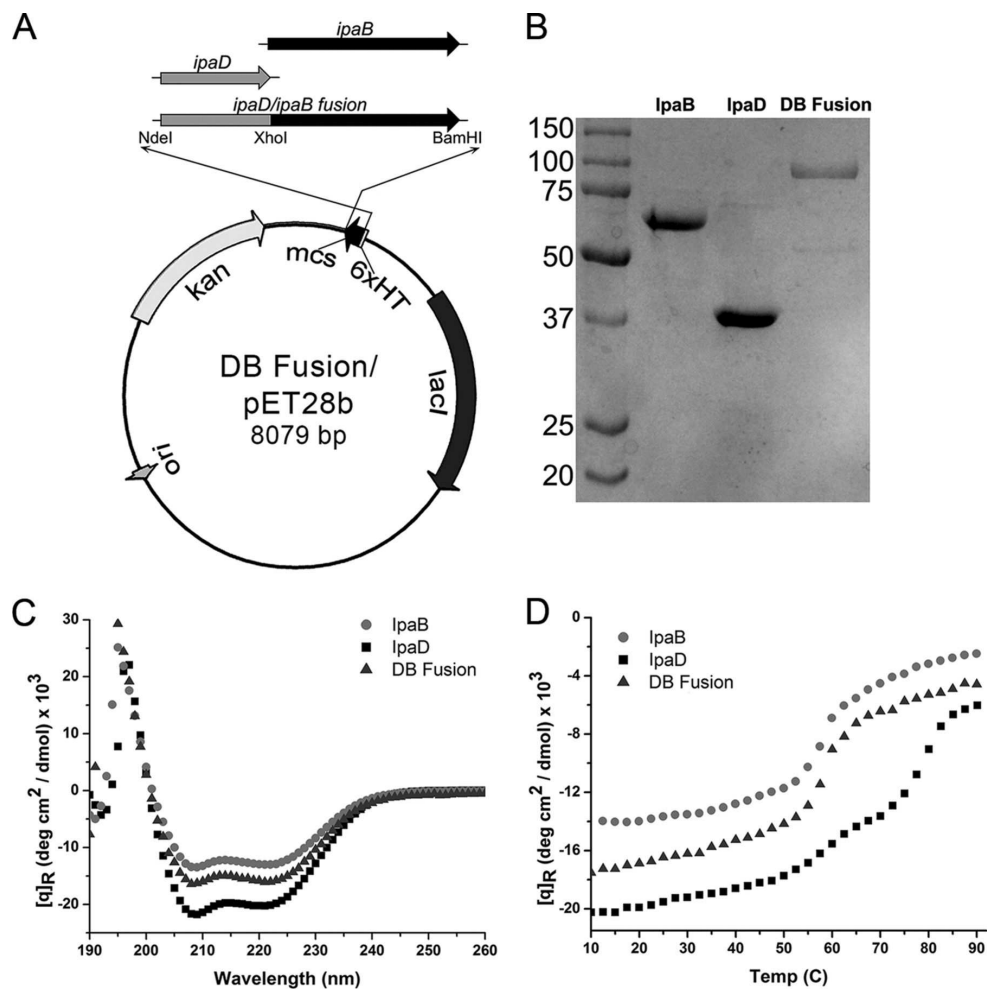 A
ipaB
ipaD
ipaD/ipaB fusion
NdeI
XhoI
BamHI
kan
mcs
6xHT
lacI
ori
DB Fusion/
pET28b
8079 bp
B
IpaB IpaD DB Fusion
150
100
75
50
37
25
20
C
30
20
10
0
-10
-20
[q]R (deg cm2 / dmol) x 10³
IpaB
IpaD
DB Fusion
190 200 210 220 230 240 250 260
Wavelength (nm)
D
0
-4
-8
-12
-16
-20
[q]R (deg cm2 / dmol) x 10³
IpaB
IpaD
DB Fusion
10 20 30 40 50 60 70 80 90
Temp (C)